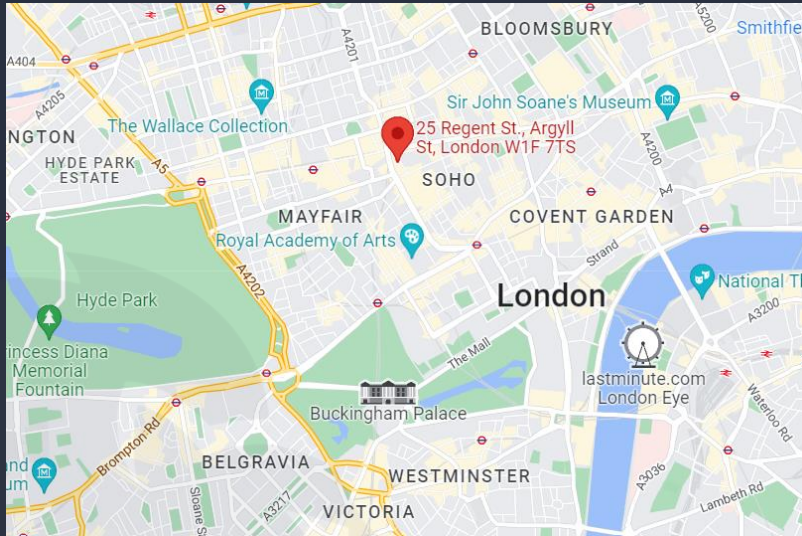 BLOOMSBURY
A5200
Smithfie
A4201
A404
A4205
The Wallace Collection
Sir John Soane's Museum
25 Regent St., Argyll
St, London W1F 7TS
NGTON
HYDE PARK
ESTATE
A5
A4200
SOHO
A4
MAYFAIR
COVENT GARDEN
Royal Academy of Arts
Strand
A4202
National Th
Hyde Park
London
A3200
rincess Diana
Memorial
Fountain
The Mall
lastminute.com
London Eye
Buckingham Palace
Waterloo Rd
Brompton Rd
BELGRAVIA
WESTMINSTER
nd
um
Sloane S
A3217
A3036
Lambeth Rd
VICTORIA